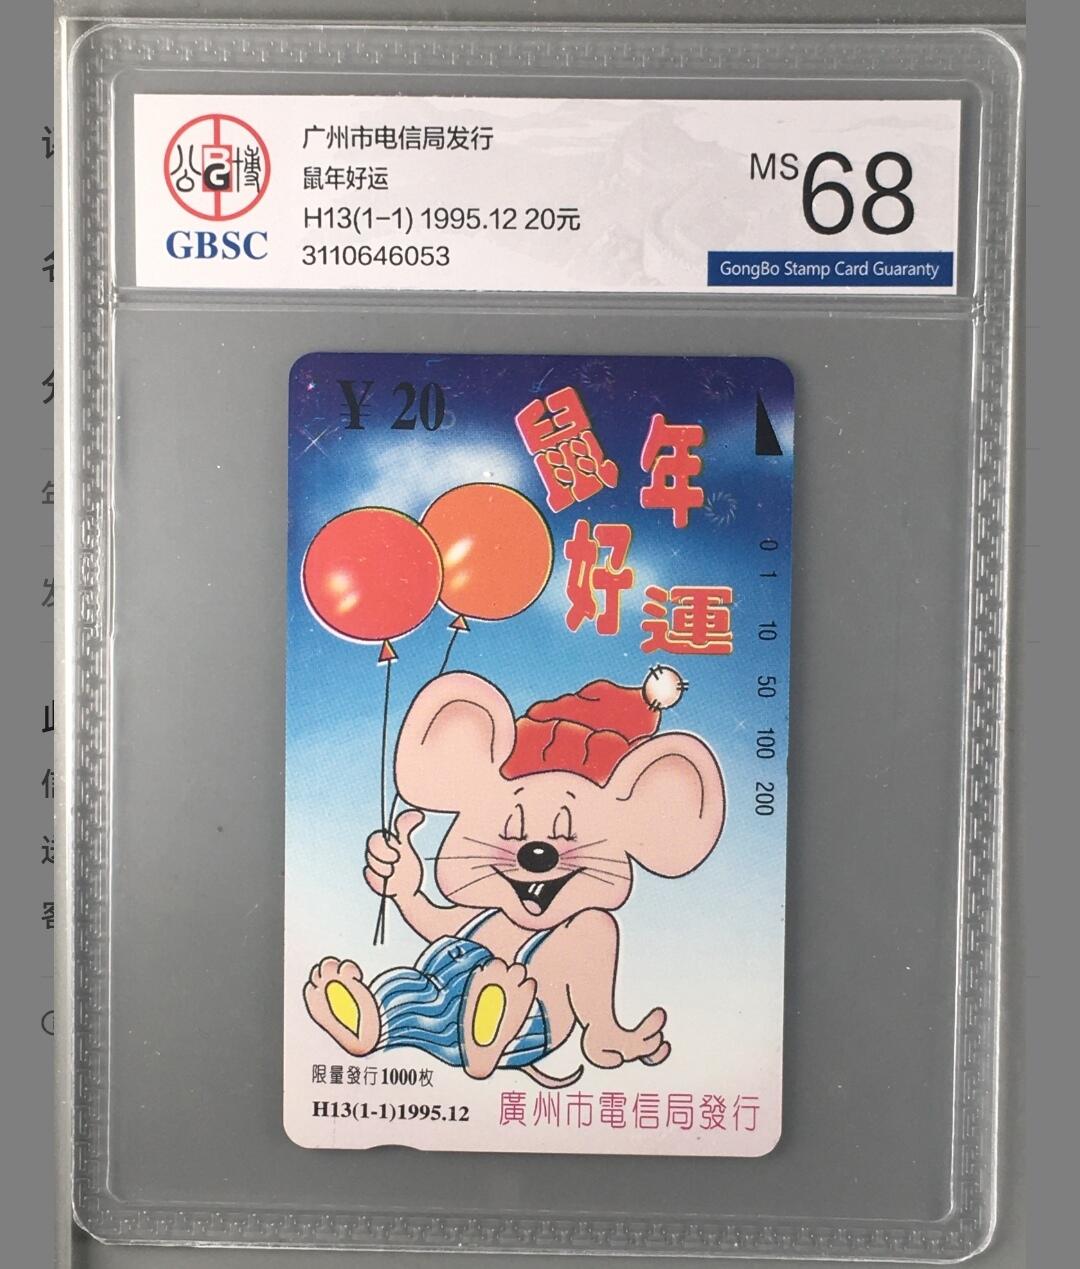 公博
BG
GBSC
广州市电信局发行
鼠年好运
H13(1-1) 1995.12 20元
3110646053
MS 68
GongBo Stamp Card Guaranty
¥ 20
鼠年
好運
0 1 10 50 100 200
限量發行1000枚
H13(1-1)1995.12
廣州市電信局發行